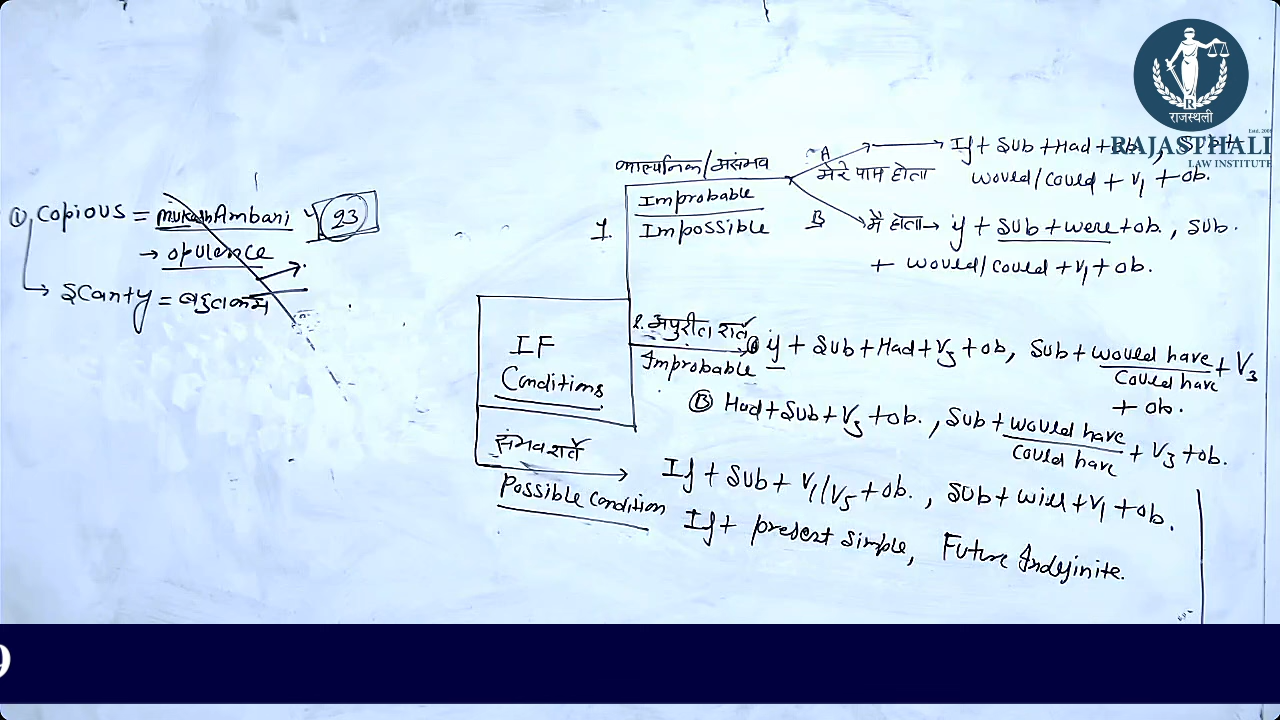 ① Copious = Mukesh Ambani 23
→ opulence
→ Scanty = बहुत कम
IF
Conditions
1.
काल्पनिक/असंभव
Improbable
Impossible
A
मेरे पास होता
If + Sub + Had + ob., Sub +
would/could + V1 + ob.
B
मैं होता → if + Sub + were + ob., Sub.
+ would/could + V1 + ob.
2. अपुरीत शर्त
Improbable
Ⓐ if + Sub + Had + V3 + ob, Sub + would have/could have + V3
+ ob.
Ⓑ Had + Sub + V3 + ob., Sub + would have/could have + V3 + ob.
संभव शर्ते
Possible Condition
If + Sub + V1/V5 + ob., Sub + will + V1 + ob.
If + present simple, Future Indefinite.
R
राजस्थली
Estd. 200
RAJASTHALI
LAW INSTITUTE
9